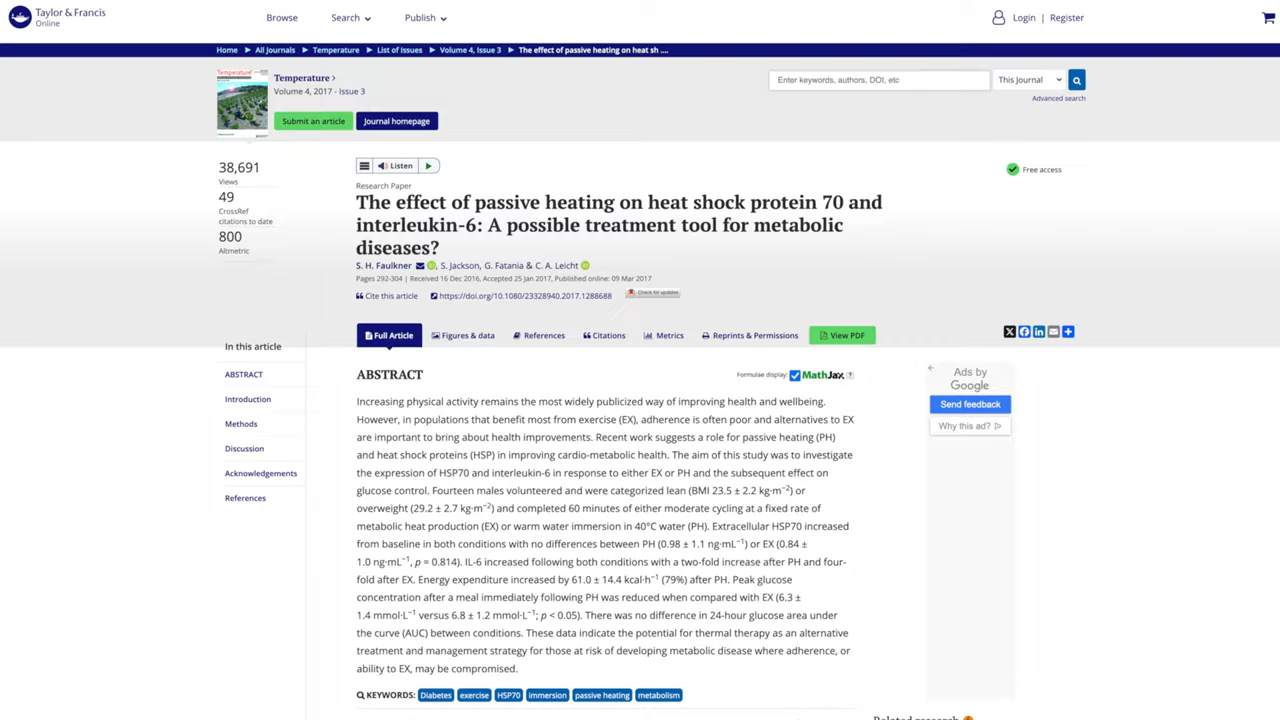 Taylor & Francis
Online
Browse
Search
Publish
Login | Register
Home
All Journals
Temperature
List of Issues
Volume 4, Issue 3
The effect of passive heating on heat sh ....
Temperature
Temperature >
Volume 4, 2017 - Issue 3
Submit an article
Journal homepage
Enter keywords, authors, DOI, etc
This Journal
Advanced search
38,691
Views
49
CrossRef
citations to date
800
Altmetric
Listen
Free access
Research Paper
The effect of passive heating on heat shock protein 70 and
interleukin-6: A possible treatment tool for metabolic
diseases?
S. H. Faulkner, S. Jackson, G. Fatania & C. A. Leicht
Pages 292-304 | Received 16 Dec 2016, Accepted 25 Jan 2017, Published online: 09 Mar 2017
Cite this article
https://doi.org/10.1080/23328940.2017.1288688
Check for updates
Full Article
Figures & data
References
Citations
Metrics
Reprints & Permissions
View PDF
In this article
ABSTRACT
Introduction
Methods
Discussion
Acknowledgements
References
ABSTRACT
Formulae display: MathJax ?
Increasing physical activity remains the most widely publicized way of improving health and wellbeing.
However, in populations that benefit most from exercise (EX), adherence is often poor and alternatives to EX
are important to bring about health improvements. Recent work suggests a role for passive heating (PH)
and heat shock proteins (HSP) in improving cardio-metabolic health. The aim of this study was to investigate
the expression of HSP70 and interleukin-6 in response to either EX or PH and the subsequent effect on
glucose control. Fourteen males volunteered and were categorized lean (BMI 23.5 ± 2.2 kg·m⁻²) or
overweight (29.2 ± 2.7 kg·m⁻²) and completed 60 minutes of either moderate cycling at a fixed rate of
metabolic heat production (EX) or warm water immersion in 40°C water (PH). Extracellular HSP70 increased
from baseline in both conditions with no differences between PH (0.98 ± 1.1 ng·mL⁻¹) or EX (0.84 ±
1.0 ng·mL⁻¹, p = 0.814). IL-6 increased following both conditions with a two-fold increase after PH and four-
fold after EX. Energy expenditure increased by 61.0 ± 14.4 kcal·h⁻¹ (79%) after PH. Peak glucose
concentration after a meal immediately following PH was reduced when compared with EX (6.3 ±
1.4 mmol·L⁻¹ versus 6.8 ± 1.2 mmol·L⁻¹; p < 0.05). There was no difference in 24-hour glucose area under
the curve (AUC) between conditions. These data indicate the potential for thermal therapy as an alternative
treatment and management strategy for those at risk of developing metabolic disease where adherence, or
ability to EX, may be compromised.
KEYWORDS: Diabetes exercise HSP70 immersion passive heating metabolism
Ads by
Google
Send feedback
Why this ad?
Related research